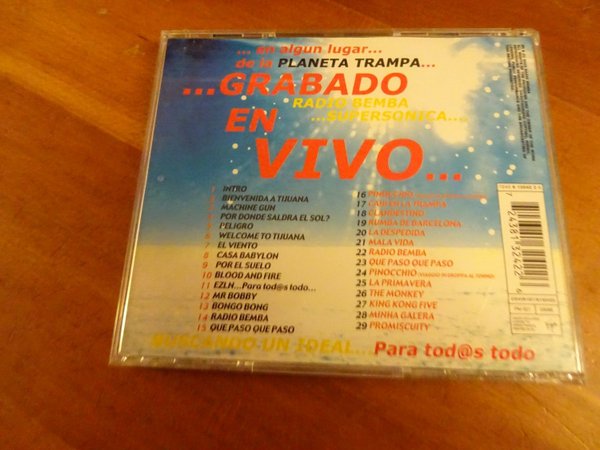 ...en algun lugar...
de la PLANETA TRAMPA...
...GRABADO
RADIO BEMBA
EN ...SUPERSONICA....
VIVO...
1 INTRO
2 BIENVENIDA A TIJUANA
3 MACHINE GUN
4 POR DONDE SALDRA EL SOL?
5 PELIGRO
6 WELCOME TO TIJUANA
7 EL VIENTO
8 CASA BABYLON
9 POR EL SUELO
10 BLOOD AND FIRE
11 EZLN...Para tod@s todo...
12 MR BOBBY
13 BONGO BONG
14 RADIO BEMBA
15 QUE PASO QUE PASO
16 PINOCCHIO
17 CAHI EN LA TRAMPA
18 CLANDESTINO
19 RUMBA DE BARCELONA
20 LA DESPEDIDA
21 MALA VIDA
22 RADIO BEMBA
23 QUE PASO QUE PASO
24 PINOCCHIO (VIAGGIO IN GROPPA AL TONNO)
25 LA PRIMAVERA
26 THE MONKEY
27 KING KONG FIVE
28 MINHA GALERA
29 PROMISCUITY
BUSCANDO UN IDEAL...Para tod@s todo